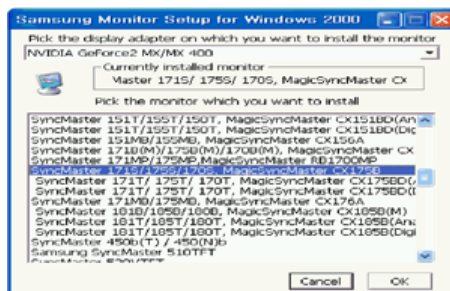 Samsung Monitor Setup for Windows 2000
Pick the display adapter on which you want to install the monitor
NVIDIA GeForce2 MX/MX 400
Currently installed monitor
Master 171S/ 175S/ 170S, MagicSyncMaster CX
Pick the monitor which you want to install
SyncMaster 151T/155T/150T, MagicSyncMaster CX151BD(Ana
SyncMaster 151T/155T/150T, MagicSyncMaster CX151BD(Dig
SyncMaster 151MB/155MB, MagicSyncMaster CX156A
SyncMaster 171B(M)/175B(M)/170B(M), MagicSyncMaster CX
SyncMaster 171MP/175MP,MagicSyncMaster RB1700MP
SyncMaster 171S/175S/170S, MagicSyncMaster CX175B
SyncMaster 171T/ 175T/ 170T, MagicSyncMaster CX175BD(A
SyncMaster 171T/ 175T/ 170T, MagicSyncMaster CX175BD(D
SyncMaster 171MB/175MB, MagicSyncMaster CX176A
SyncMaster 181B/185B/180B, MagicSyncMaster CX185B(M)
SyncMaster 181T/185T/180T, MagicSyncMaster CX185B(Ana
SyncMaster 181T/185T/180T, MagicSyncMaster CX185B(Digi
SyncMaster 450b(T) / 450(N)b
Samsung SyncMaster 510TFT
SyncMaster 520TFT
Cancel
OK